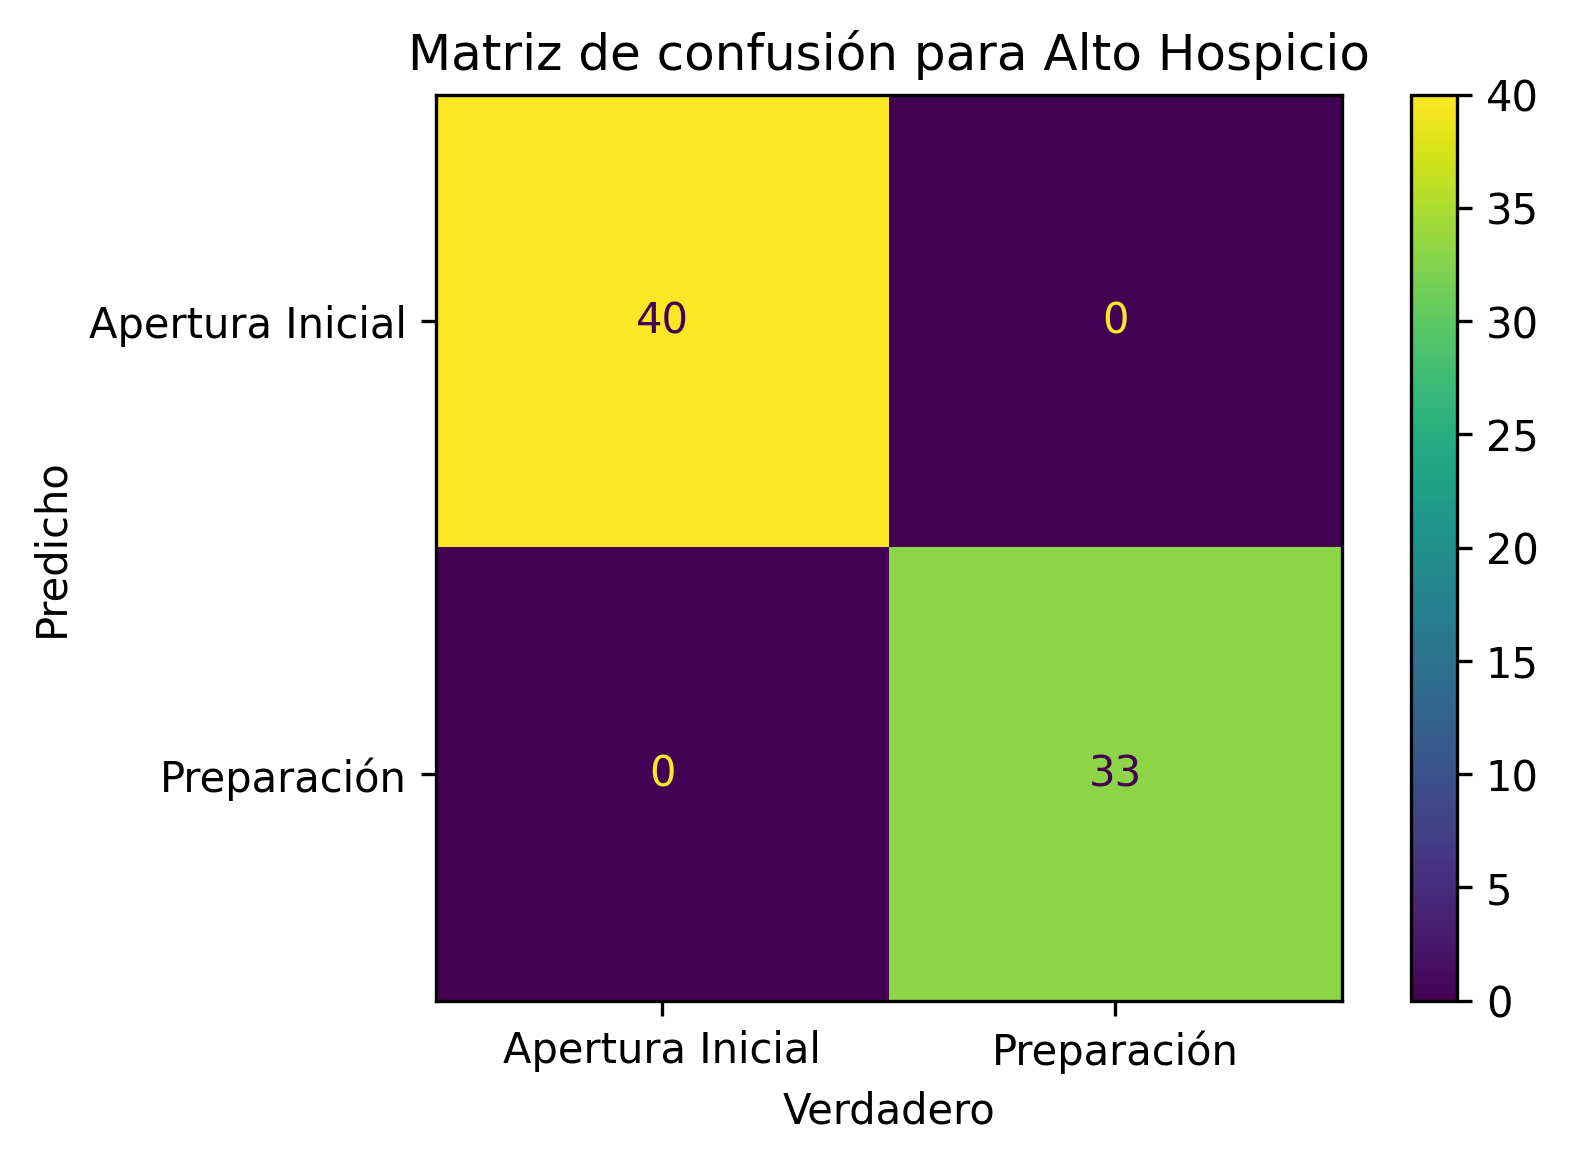 Matriz de confusión para Alto Hospicio
Predicho
Apertura Inicial
Preparación
40
0
0
33
Apertura Inicial
Preparación
Verdadero
40
35
30
25
20
15
10
5
0